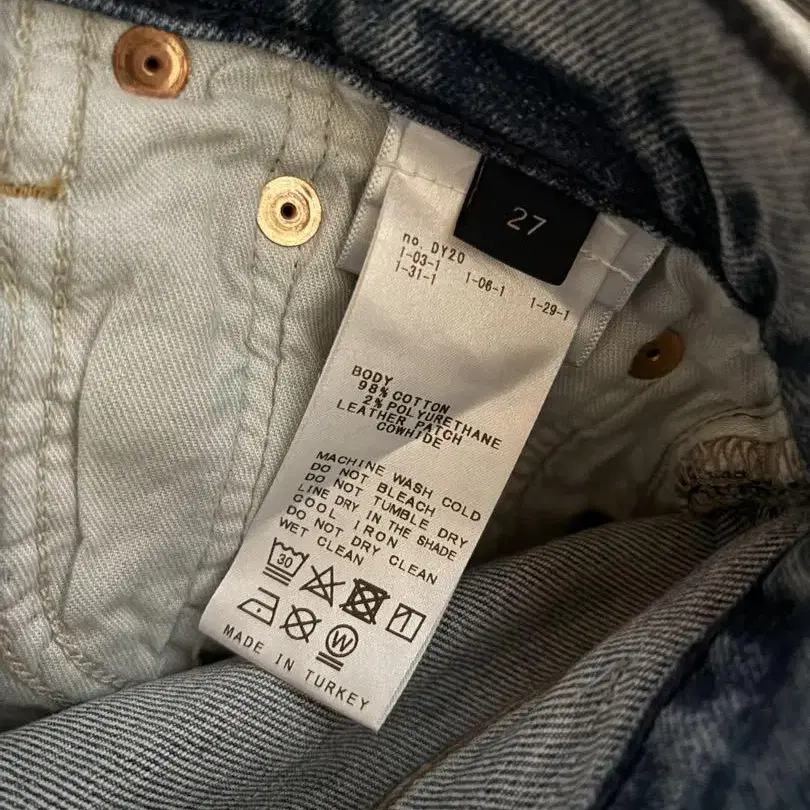 27
no. DY20
1-03-1 1-06-1 1-29-1
1-31-1
BODY
98% COTTON
2% POLYURETHANE
LEATHER PATCH
COWHIDE
MACHINE WASH COLD
DO NOT BLEACH
DO NOT TUMBLE DRY
LINE DRY IN THE SHADE
COOL IRON
DO NOT DRY CLEAN
WET CLEAN
30
W
MADE IN TURKEY